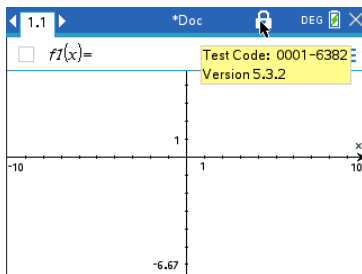 1.1 *Doc DEG
f1(x)=
Test Code: 0001-6382
Version 5.3.2
1
x
-10 1 10
-6.67